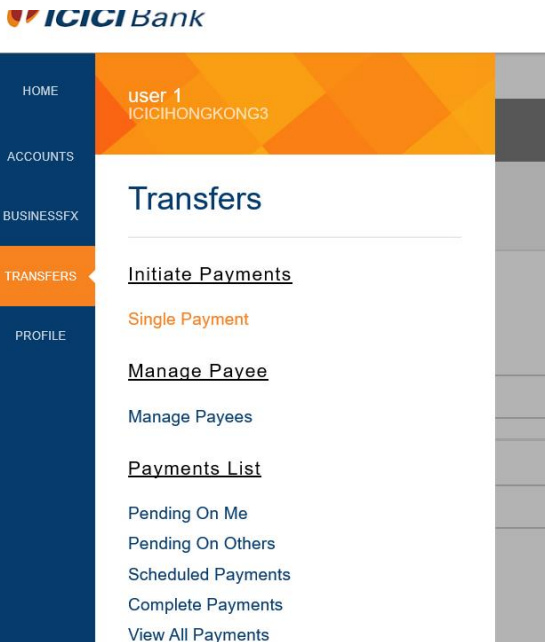 ICICI Bank
HOME
ACCOUNTS
BUSINESSFX
TRANSFERS
PROFILE
user 1
ICICIHONGKONG3
Transfers
Initiate Payments
Single Payment
Manage Payee
Manage Payees
Payments List
Pending On Me
Pending On Others
Scheduled Payments
Complete Payments
View All Payments